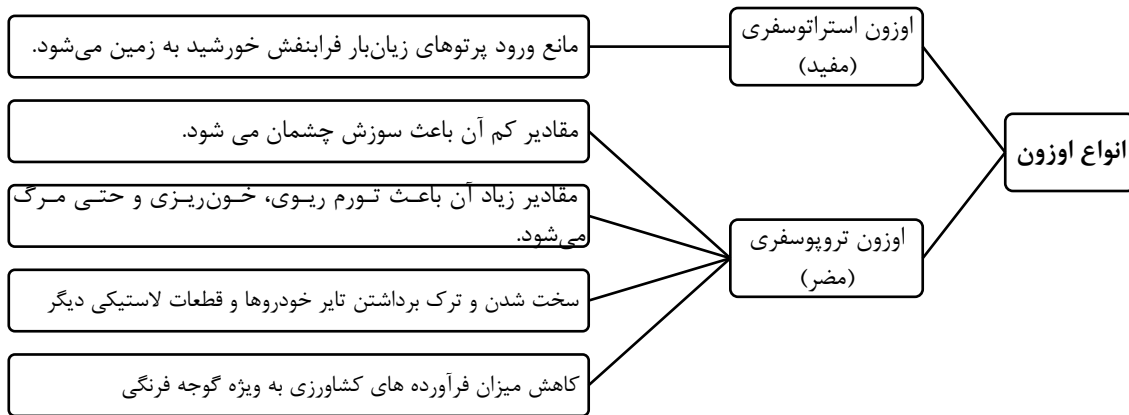 انواع اوزون
اوزون استراتوسفری
(مفید)
مانع ورود پرتوهای زیان‌بار فرابنفش خورشید به زمین می‌شود.
اوزون تروپوسفری
(مضر)
مقادیر کم آن باعث سوزش چشمان می شود.
مقادیر زیاد آن باعث تورم ریوی، خون‌ریزی و حتی مرگ
می‌شود.
سخت شدن و ترک برداشتن تایر خودروها و قطعات لاستیکی دیگر
کاهش میزان فرآورده های کشاورزی به ویژه گوجه فرنگی